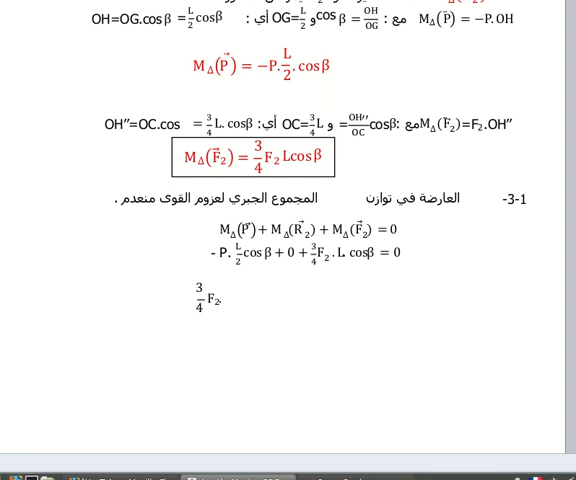 OH=OG.cosβ = L/2 cosβ : أي OG= L/2 و cosβ = OH/OG : مع M_Δ(P⃗) = −P.OH
M_Δ(P⃗) = −P. L/2 . cosβ
OH″=OC.cos = 3/4 L. cosβ :أي OC= 3/4 L و = OH″/OC cosβ: مع M_Δ(F⃗₂)=F₂.OH″
M_Δ(F⃗₂) = 3/4 F₂ Lcosβ
-3-1 العارضة في توازن المجموع الجبري لعزوم القوى منعدم .
M_Δ(P⃗) + M_Δ(R⃗₂) + M_Δ(F⃗₂) = 0
- P. L/2 cosβ + 0 + 3/4 F₂. L. cosβ = 0
3/4 F₂.